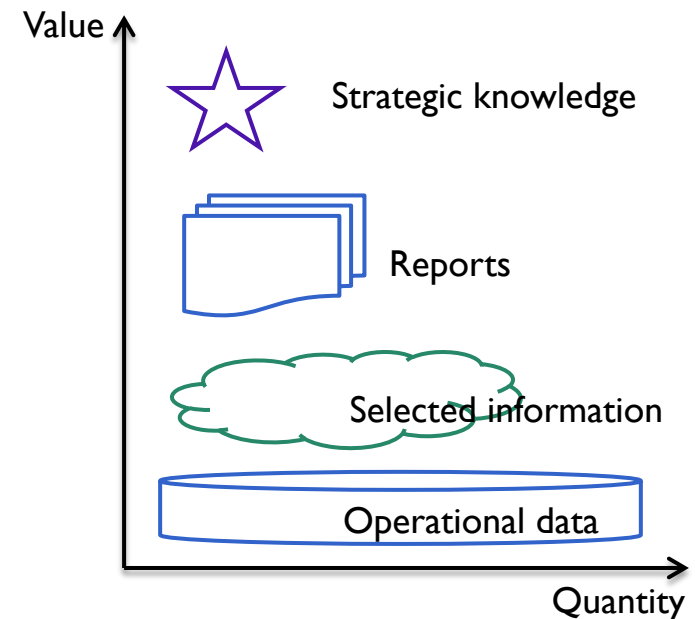 Value
Strategic knowledge
Reports
Selected information
Operational data
Quantity